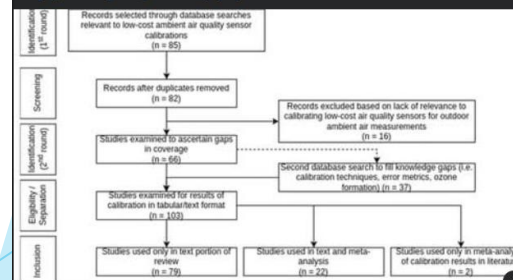 Identification
(1st round)
Records selected through database searches
relevant to low-cost ambient air quality sensor
calibrations
(n = 85)
Screening
Records after duplicates removed
(n = 82)
Records excluded based on lack of relevance to
calibrating low-cost air quality sensors for outdoor
ambient air measurements
(n = 16)
Identification
(2nd round)
Studies examined to ascertain gaps
in coverage
(n = 66)
Second database search to fill knowledge gaps (i.e.
calibration techniques, error metrics, ozone
formation) (n = 37)
Eligibility /
Separation
Studies examined for results of
calibration in tabular/text format
(n = 103)
Inclusion
Studies used only in text portion of
review
(n = 79)
Studies used in text and meta-
analysis
(n = 22)
Studies used only in meta-analy
of calibration results in literatu
(n = 2)